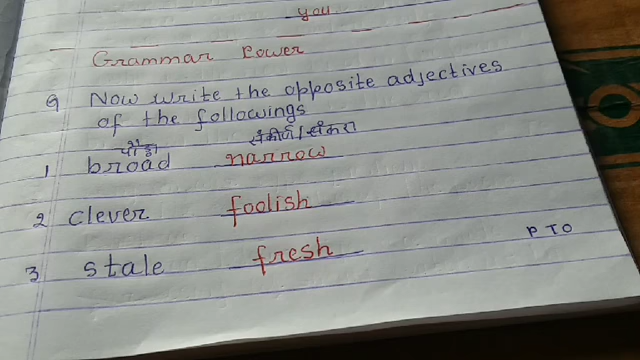 you
Grammar Power
9 Now write the opposite adjectives
of the followings
चौड़ा संकीर्ण/संकरा
1 broad narrow
2 clever foolish
3 stale fresh
PTO